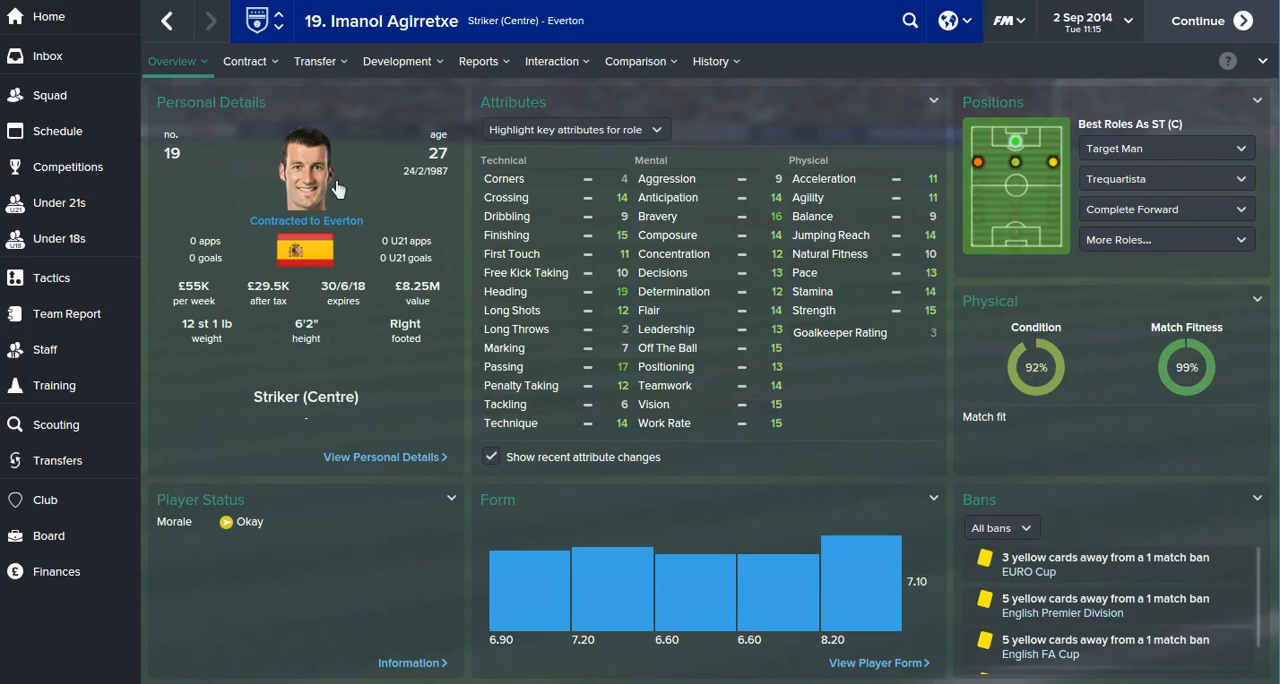 Home
Inbox
Squad
Schedule
Competitions
U21 Under 21s
U18 Under 18s
Tactics
Team Report
Staff
Training
Scouting
Transfers
Club
Board
£ Finances
19. Imanol Agirretxe Striker (Centre) - Everton
FM
2 Sep 2014
Tue 11:15
Continue
Overview Contract Transfer Development Reports Interaction Comparison History ?
Personal Details
no.
19
age
27
24/2/1987
Contracted to Everton
0 apps
0 goals
0 U21 apps
0 U21 goals
£55K £29.5K 30/6/18 £8.25M
per week after tax expires value
12 st 1 lb 6'2" Right
weight height footed
Striker (Centre)
-
View Personal Details >
Attributes
Highlight key attributes for role
Technical Mental Physical
Corners - 4 Aggression - 9 Acceleration - 11
Crossing - 14 Anticipation - 14 Agility - 11
Dribbling - 9 Bravery - 16 Balance - 9
Finishing - 15 Composure - 14 Jumping Reach - 14
First Touch - 11 Concentration - 12 Natural Fitness - 10
Free Kick Taking - 10 Decisions - 13 Pace - 13
Heading - 19 Determination - 12 Stamina - 14
Long Shots - 12 Flair - 14 Strength - 15
Long Throws - 2 Leadership - 13 Goalkeeper Rating 3
Marking - 7 Off The Ball - 15
Passing - 17 Positioning - 13
Penalty Taking - 12 Teamwork - 14
Tackling - 6 Vision - 15
Technique - 14 Work Rate - 15
Show recent attribute changes
Positions
Best Roles As ST (C)
Target Man
Trequartista
Complete Forward
More Roles...
Physical
Condition Match Fitness
92% 99%
Match fit
Player Status
Morale Okay
Information >
Form
7.10
6.90 7.20 6.60 6.60 8.20
View Player Form >
Bans
All bans
3 yellow cards away from a 1 match ban
EURO Cup
5 yellow cards away from a 1 match ban
English Premier Division
5 yellow cards away from a 1 match ban
English FA Cup